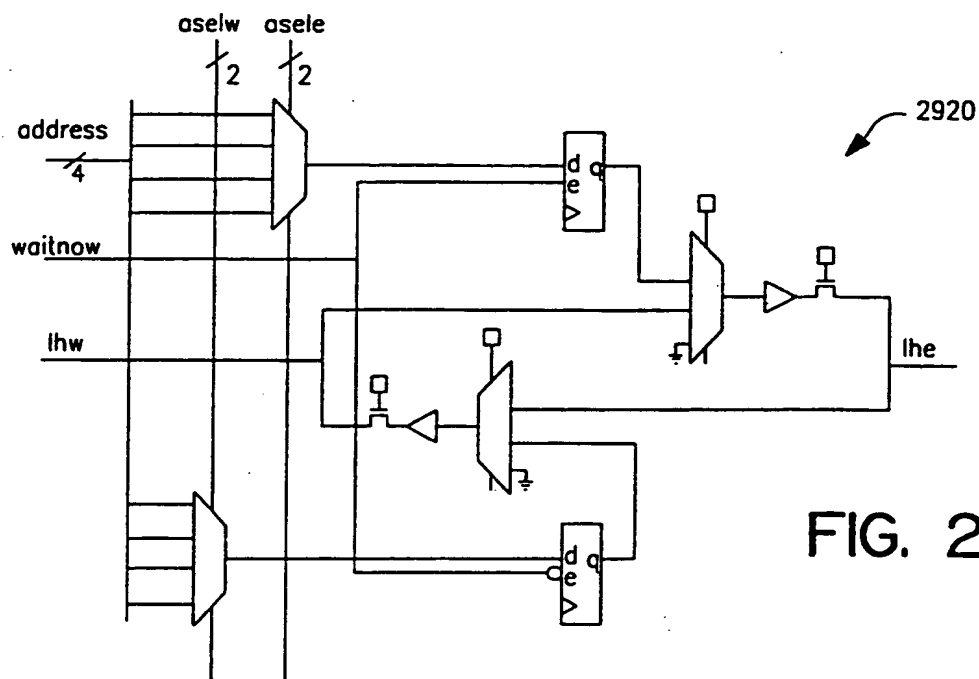 aselw asele
2 2
2920
address
4
d q
e
waitnow
lhw
lhe
d q
e
FIG. 2